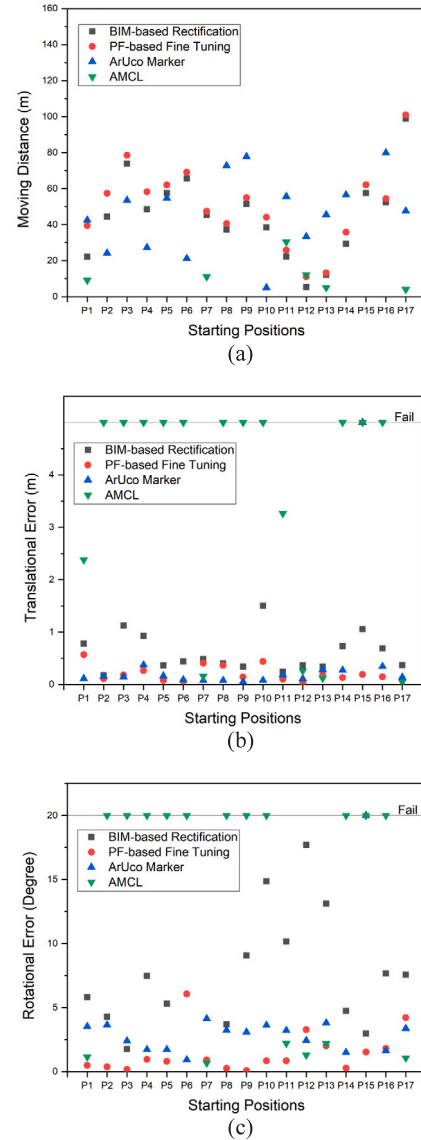 160
140
120
100
80
60
40
20
0
Moving Distance (m)
BIM-based Rectification
PF-based Fine Tuning
ArUco Marker
AMCL
P1 P2 P3 P4 P5 P6 P7 P8 P9 P10 P11 P12 P13 P14 P15 P16 P17
Starting Positions
(a)
Fail
4
3
2
1
0
Translational Error (m)
BIM-based Rectification
PF-based Fine Tuning
ArUco Marker
AMCL
P1 P2 P3 P4 P5 P6 P7 P8 P9 P10 P11 P12 P13 P14 P15 P16 P17
Starting Positions
(b)
Fail
20
15
10
5
0
Rotational Error (Degree)
BIM-based Rectification
PF-based Fine Tuning
ArUco Marker
AMCL
P1 P2 P3 P4 P5 P6 P7 P8 P9 P10 P11 P12 P13 P14 P15 P16 P17
Starting Positions
(c)